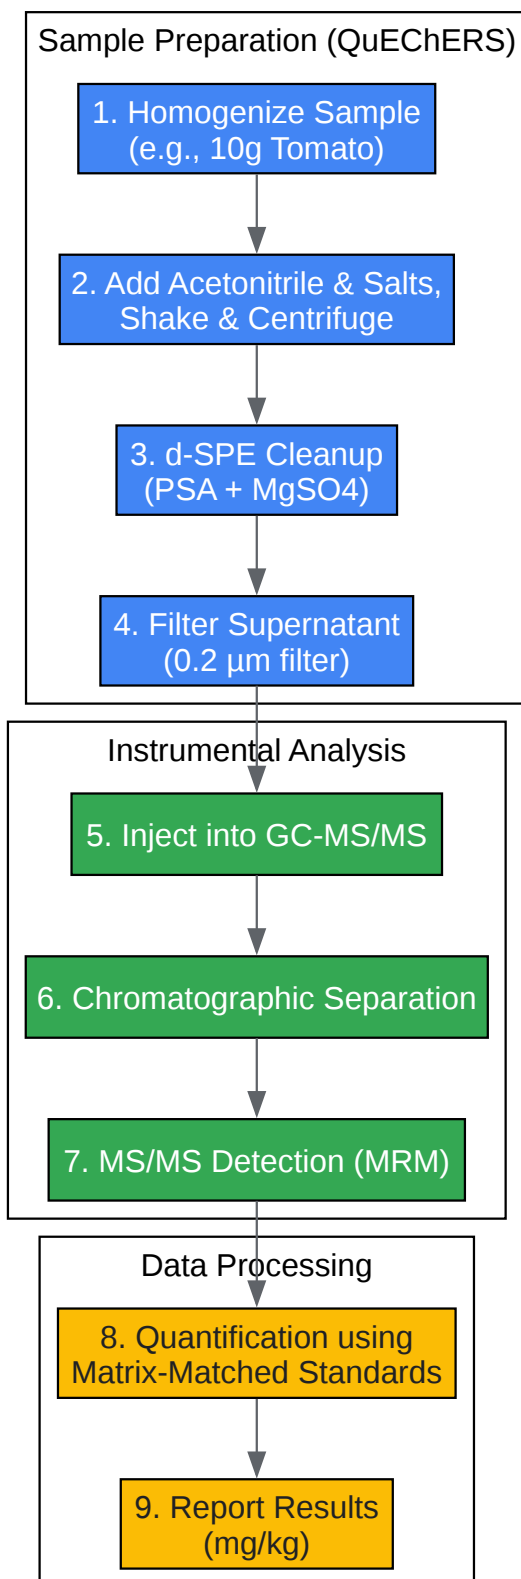 Sample Preparation (QuEChERS)
1. Homogenize Sample
(e.g., 10g Tomato)
2. Add Acetonitrile & Salts,
Shake & Centrifuge
3. d-SPE Cleanup
(PSA + MgSO4)
4. Filter Supernatant
(0.2 µm filter)
Instrumental Analysis
5. Inject into GC-MS/MS
6. Chromatographic Separation
7. MS/MS Detection (MRM)
Data Processing
8. Quantification using
Matrix-Matched Standards
9. Report Results
(mg/kg)